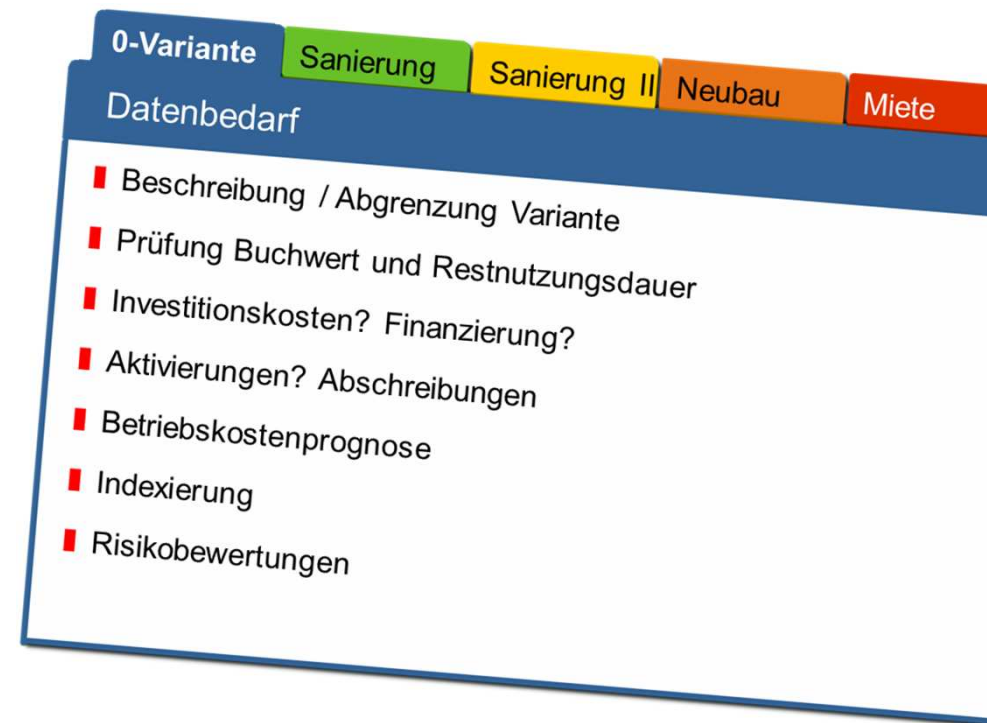 0-Variante
Sanierung
Sanierung II
Neubau
Miete
Datenbedarf
Beschreibung / Abgrenzung Variante
Prüfung Buchwert und Restnutzungsdauer
Investitionskosten? Finanzierung?
Aktivierungen? Abschreibungen
Betriebskostenprognose
Indexierung
Risikobewertungen